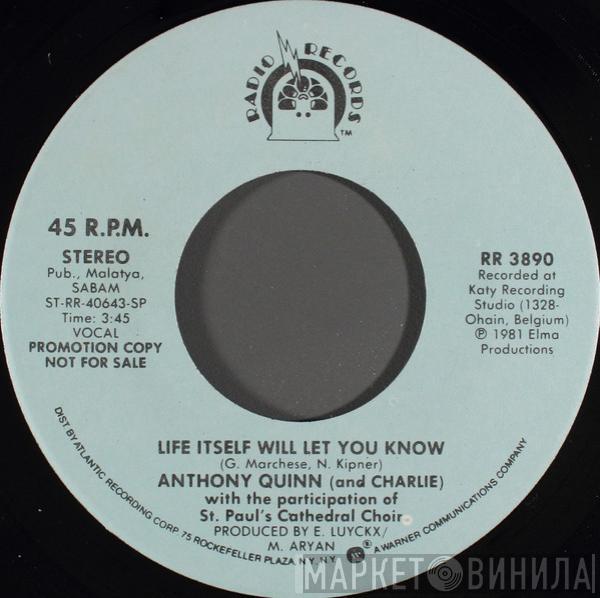 RADIO RECORDS
TM
45 R.P.M.
STEREO
Pub., Malatya,
SABAM
ST-RR-40643-SP
Time: 3:45
VOCAL
PROMOTION COPY
NOT FOR SALE
RR 3890
Recorded at
Katy Recording
Studio (1328-
Ohain, Belgium)
℗ 1981 Elma
Productions
LIFE ITSELF WILL LET YOU KNOW
(G. Marchese, N. Kipner)
ANTHONY QUINN (and CHARLIE)
with the participation of
St. Paul's Cathedral Choir
PRODUCED BY E. LUYCKX/
M. ARYAN
DIST. BY ATLANTIC RECORDING CORP. 75 ROCKEFELLER PLAZA, N.Y. N.Y. ® A WARNER COMMUNICATIONS COMPANY
МАРКЕТ ВИНИЛА